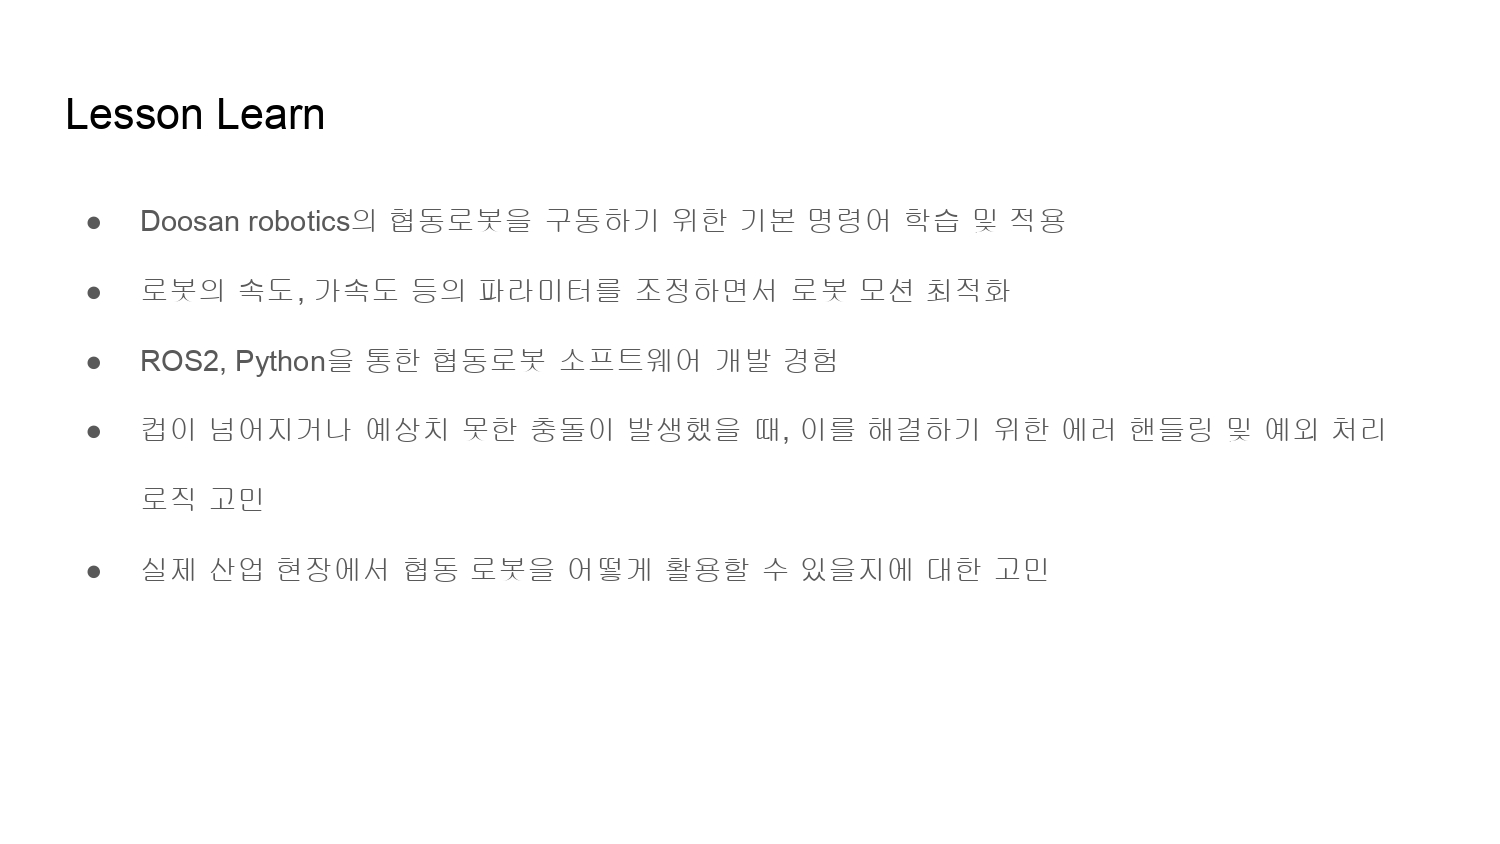 Lesson Learn
● Doosan robotics의 협동로봇을 구동하기 위한 기본 명령어 학습 및 적용
● 로봇의 속도, 가속도 등의 파라미터를 조정하면서 로봇 모션 최적화
● ROS2, Python을 통한 협동로봇 소프트웨어 개발 경험
● 컵이 넘어지거나 예상치 못한 충돌이 발생했을 때, 이를 해결하기 위한 에러 핸들링 및 예외 처리
로직 고민
● 실제 산업 현장에서 협동 로봇을 어떻게 활용할 수 있을지에 대한 고민